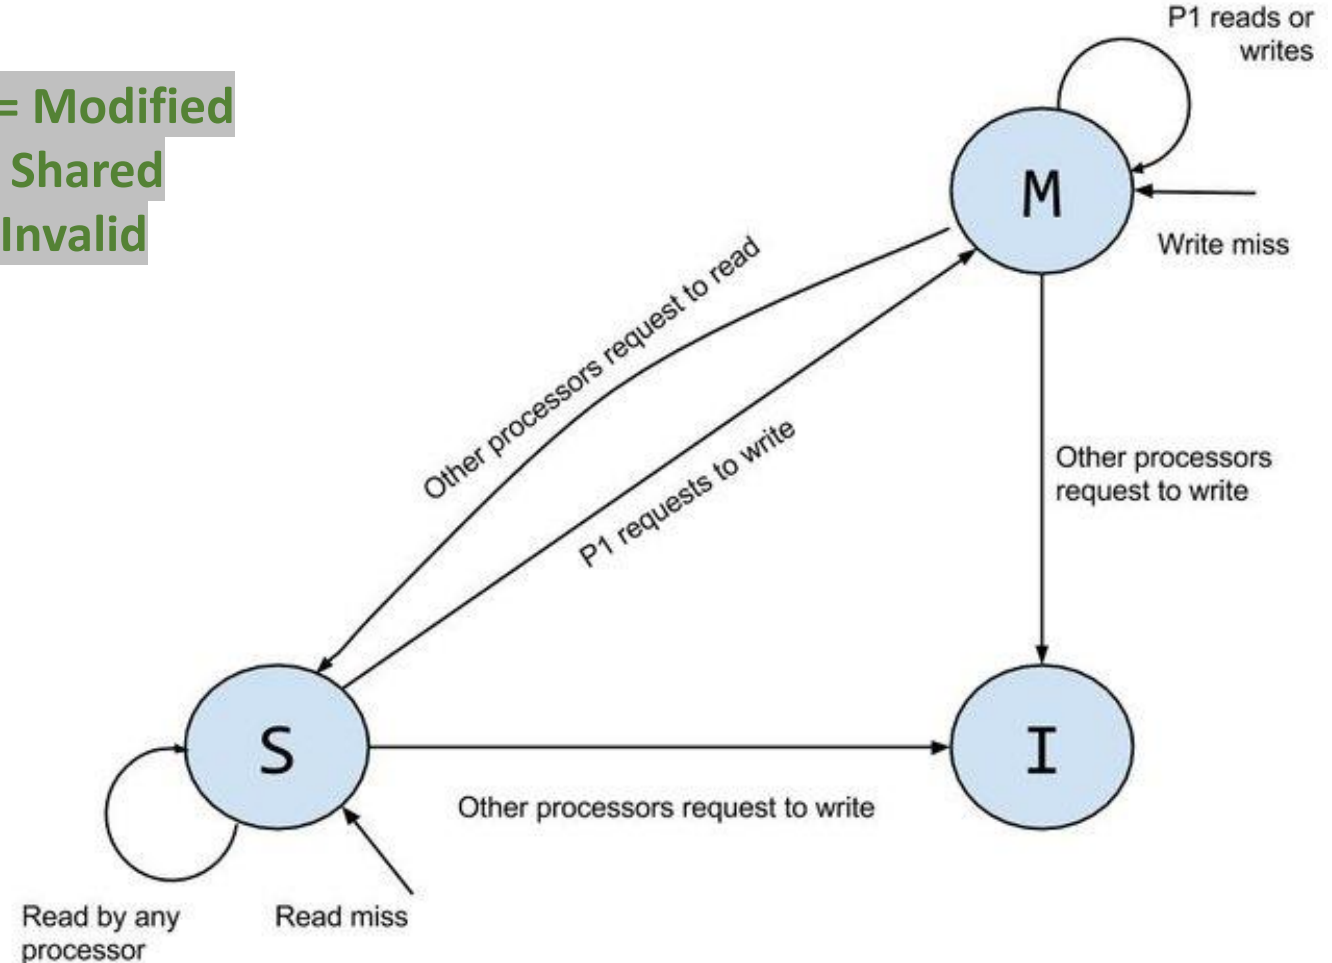 = Modified
Shared
Invalid
P1 reads or
writes
M
Write miss
Other processors request to read
P1 requests to write
Other processors
request to write
S
I
Other processors request to write
Read by any
processor
Read miss